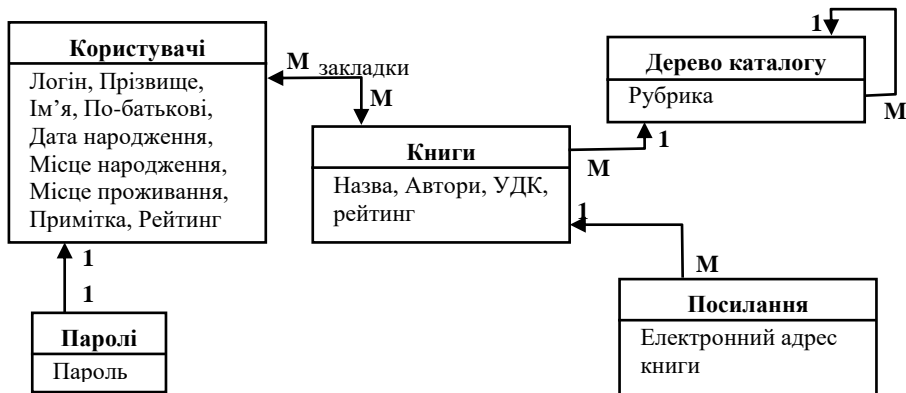 Користувачі
Логін, Прізвище,
Ім’я, По-батькові,
Дата народження,
Місце народження,
Місце проживання,
Примітка, Рейтинг
М закладки
М
Книги
Назва, Автори, УДК,
рейтинг
1
Дерево каталогу
Рубрика
М
1
М
1
М
Посилання
Електронний адрес
книги
1
1
Паролі
Пароль